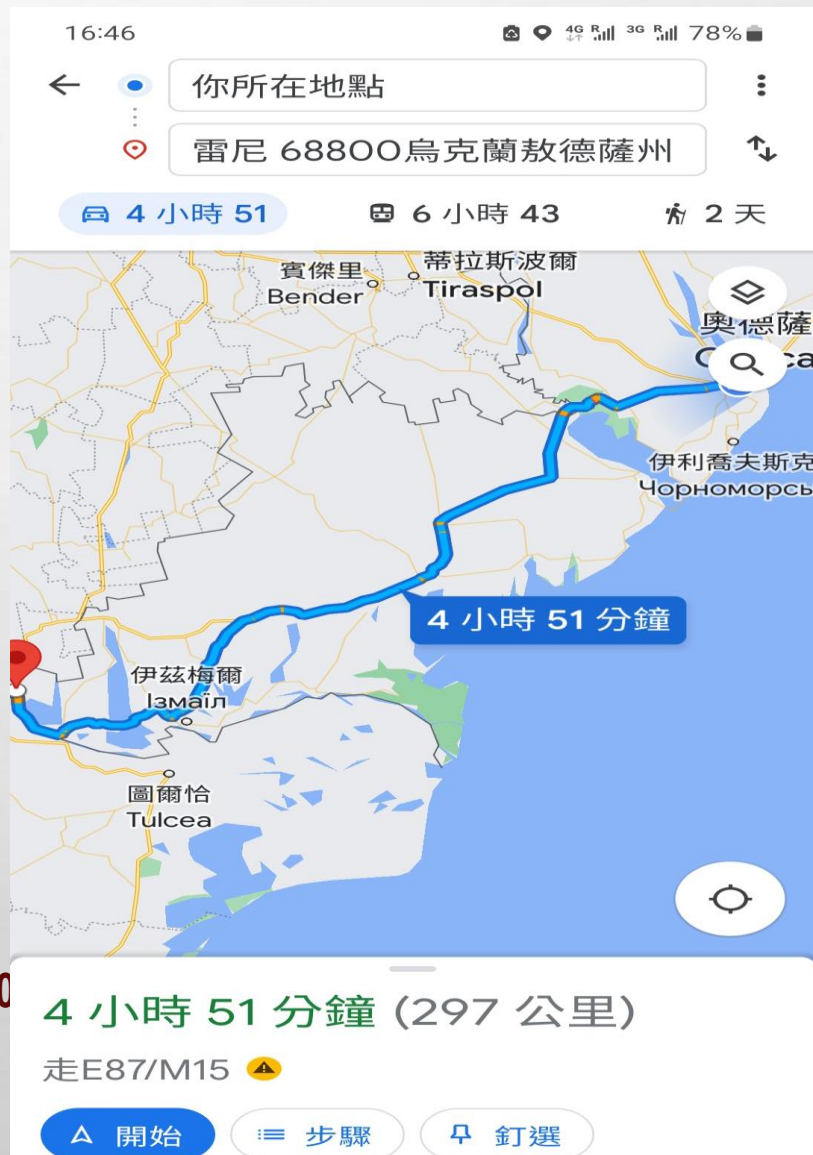 16:46 4G R 3G R 78%
你所在地點
雷尼 68800烏克蘭敖德薩州
4 小時 51 6 小時 43 2 天
賓傑里
Bender
蒂拉斯波爾
Tiraspol
奧德薩
伊利喬夫斯克
Чорноморсь
4 小時 51 分鐘
伊茲梅爾
Ізмаїл
圖爾恰
Tulcea
4 小時 51 分鐘 (297 公里)
走E87/M15
開始 步驟 釘選